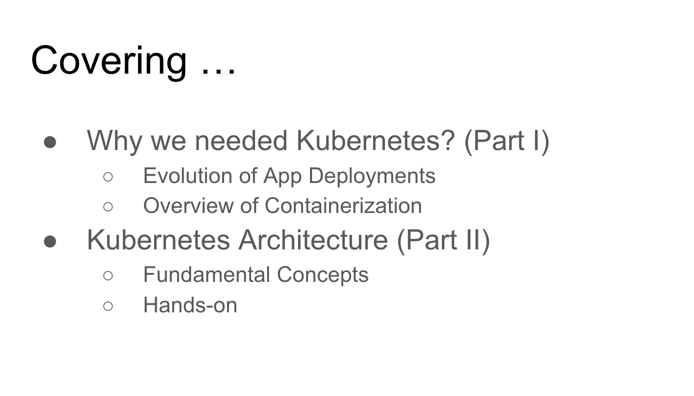 Covering …
● Why we needed Kubernetes? (Part I)
○ Evolution of App Deployments
○ Overview of Containerization
● Kubernetes Architecture (Part II)
○ Fundamental Concepts
○ Hands-on